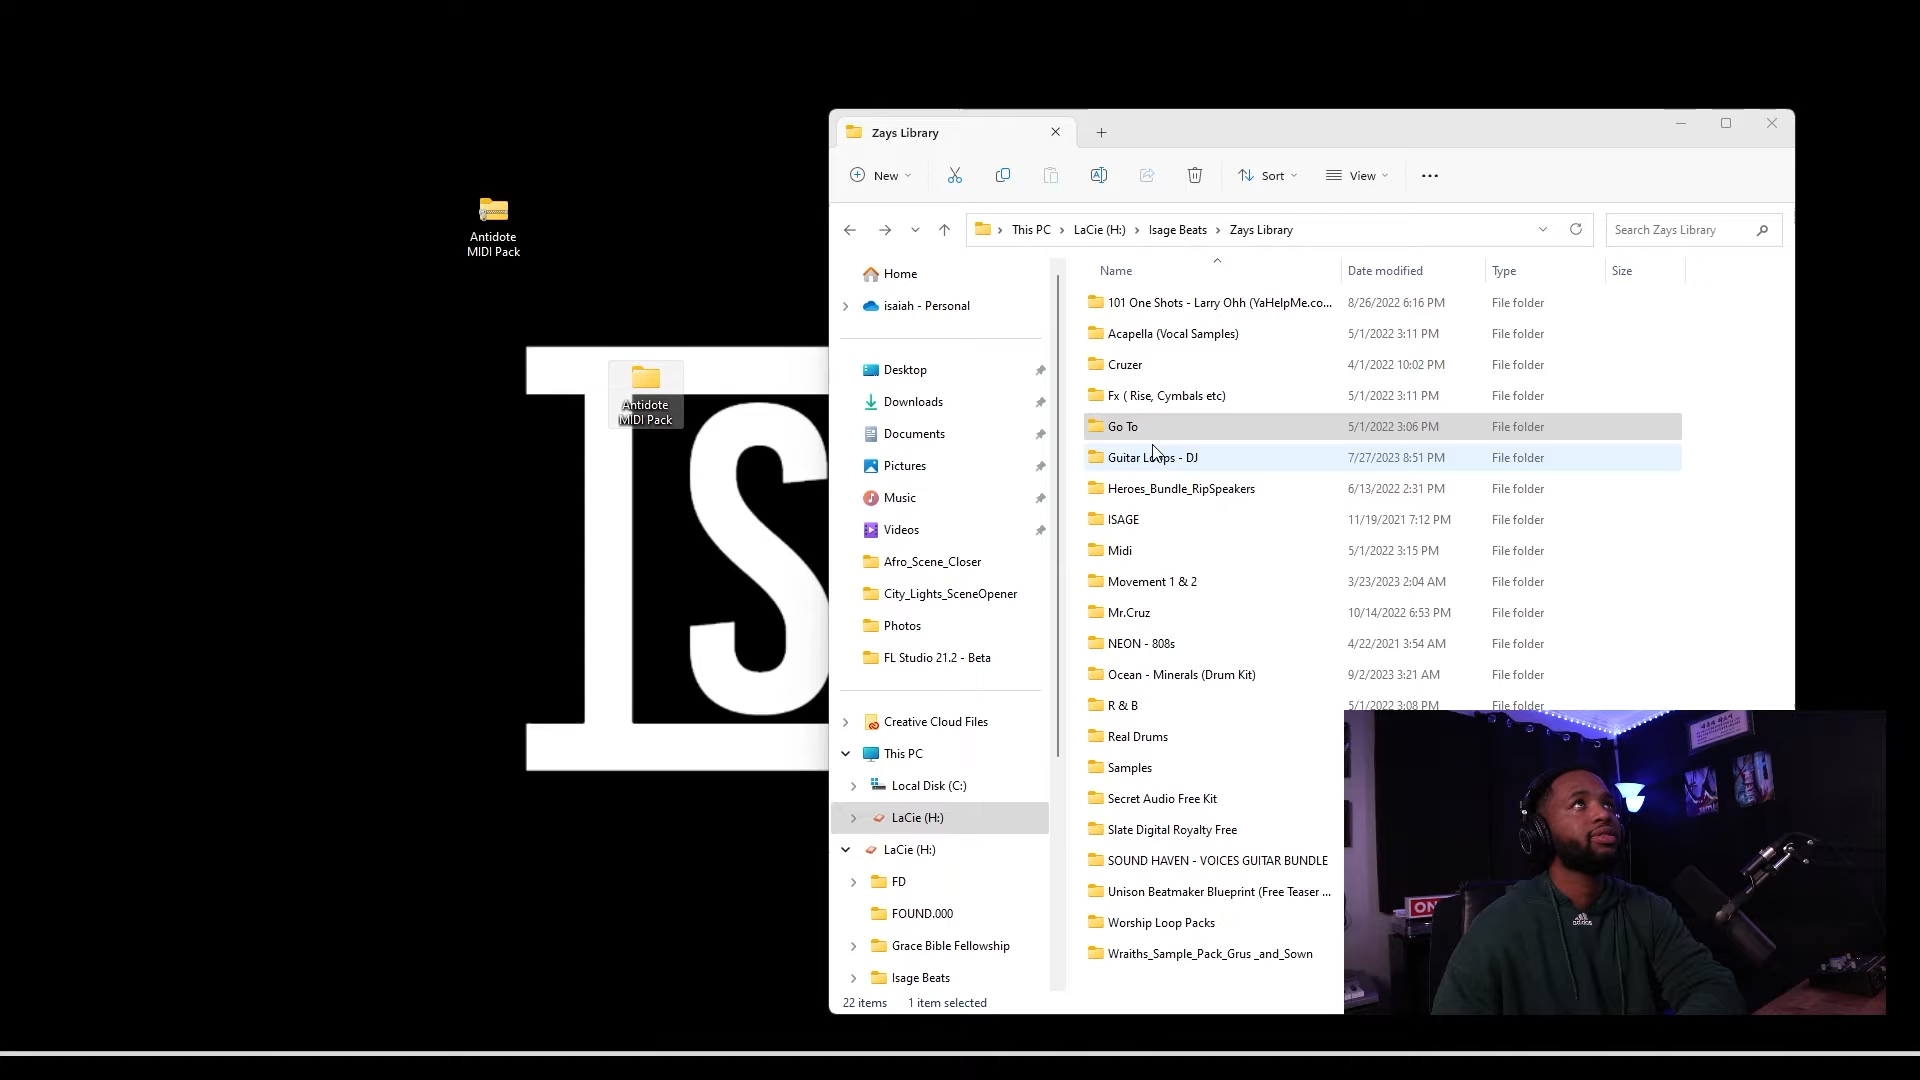 Zays Library
New
Sort
View
This PC
LaCie (H:)
Isage Beats
Zays Library
Search Zays Library
Antidote
MIDI Pack
Antidote
MIDI Pack
IS
Home
isaiah - Personal
Desktop
Downloads
Documents
Pictures
Music
Videos
Afro_Scene_Closer
City_Lights_SceneOpener
Photos
FL Studio 21.2 - Beta
Creative Cloud Files
This PC
Local Disk (C:)
LaCie (H:)
LaCie (H:)
FD
FOUND.000
Grace Bible Fellowship
Isage Beats
Name Date modified Type Size
101 One Shots - Larry Ohh (YaHelpMe.co... 8/26/2022 6:16 PM File folder
Acapella (Vocal Samples) 5/1/2022 3:11 PM File folder
Cruzer 4/1/2022 10:02 PM File folder
Fx ( Rise, Cymbals etc) 5/1/2022 3:11 PM File folder
Go To 5/1/2022 3:06 PM File folder
Guitar Loops - DJ 7/27/2023 8:51 PM File folder
Heroes_Bundle_RipSpeakers 6/13/2022 2:31 PM File folder
ISAGE 11/19/2021 7:12 PM File folder
Midi 5/1/2022 3:15 PM File folder
Movement 1 & 2 3/23/2023 2:04 AM File folder
Mr.Cruz 10/14/2022 6:53 PM File folder
NEON - 808s 4/22/2021 3:54 AM File folder
Ocean - Minerals (Drum Kit) 9/2/2023 3:21 AM File folder
R & B 5/1/2022 3:08 PM File folder
Real Drums
Samples
Secret Audio Free Kit
Slate Digital Royalty Free
SOUND HAVEN - VOICES GUITAR BUNDLE
Unison Beatmaker Blueprint (Free Teaser ...
Worship Loop Packs
Wraiths_Sample_Pack_Grus _and_Sown
22 items 1 item selected
ON
adidas